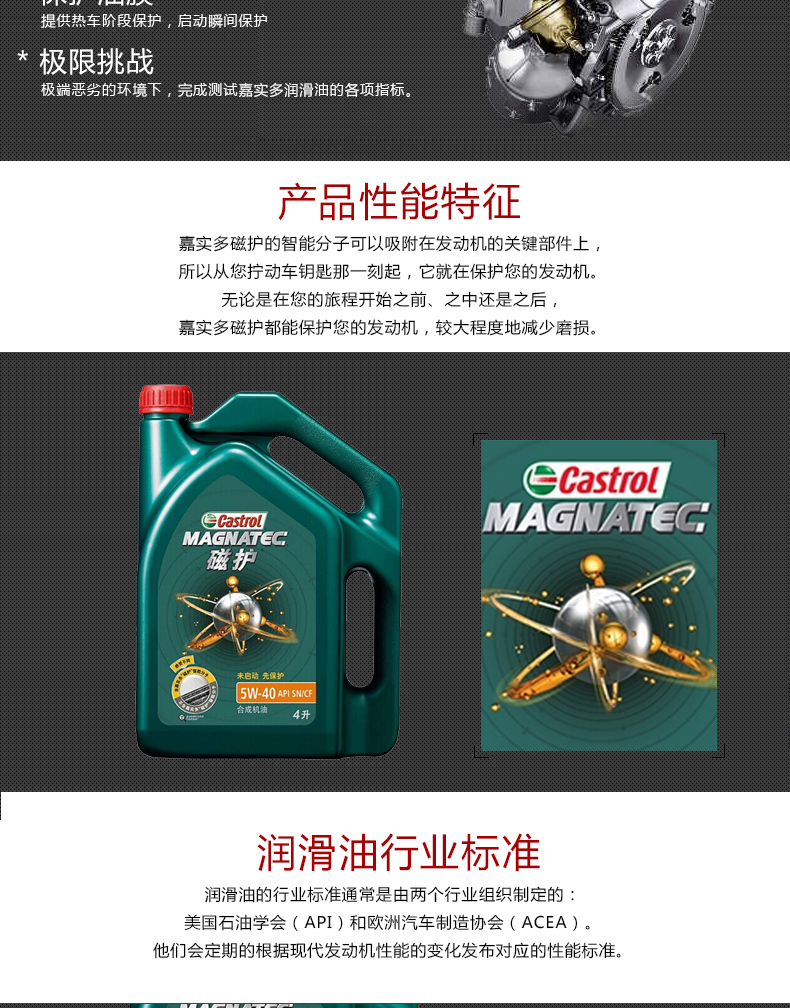 提供热车阶段保护，启动瞬间保护
* 极限挑战
极端恶劣的环境下，完成测试嘉实多润滑油的各项指标。
产品性能特征
嘉实多磁护的智能分子可以吸附在发动机的关键部件上，
所以从您拧动车钥匙那一刻起，它就在保护您的发动机。
无论是在您的旅程开始之前、之中还是之后，
嘉实多磁护都能保护您的发动机，较大程度地减少磨损。
Castrol
MAGNATEC
磁护
未启动 先保护
5W-40 API SN/CF
合成机油
4升
Castrol
MAGNATEC
润滑油行业标准
润滑油的行业标准通常是由两个行业组织制定的：
美国石油学会（API）和欧洲汽车制造协会（ACEA）。
他们会定期的根据现代发动机性能的变化发布对应的性能标准。
MAGNATEC